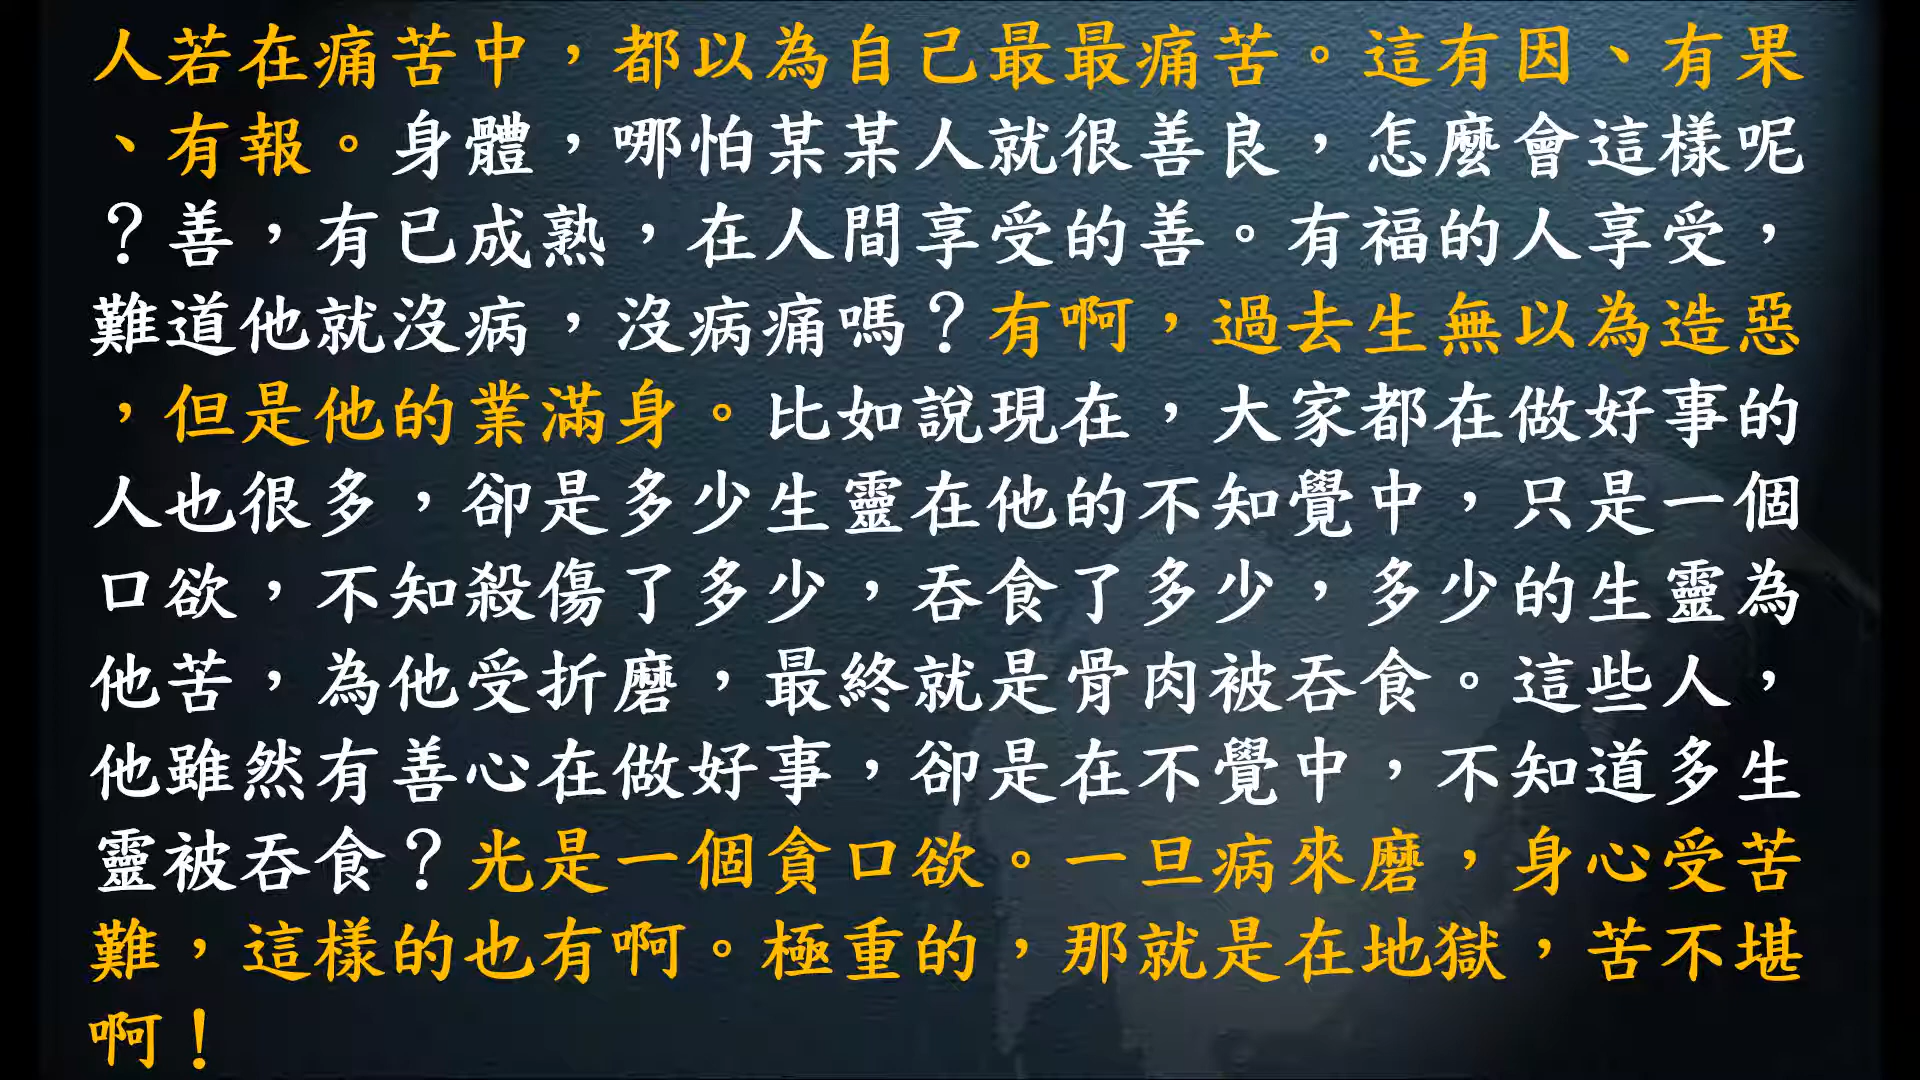 人若在痛苦中，都以為自己最最痛苦。這有因、有果
、有報。身體，哪怕某某人就很善良，怎麼會這樣呢
？善，有已成熟，在人間享受的善。有福的人享受，
難道他就沒病，沒病痛嗎？有啊，過去生無以為造惡
，但是他的業滿身。比如說現在，大家都在做好事的
人也很多，卻是多少生靈在他的不知覺中，只是一個
口欲，不知殺傷了多少，吞食了多少，多少的生靈為
他苦，為他受折磨，最終就是骨肉被吞食。這些人，
他雖然有善心在做好事，卻是在不覺中，不知道多生
靈被吞食？光是一個貪口欲。一旦病來磨，身心受苦
難，這樣的也有啊。極重的，那就是在地獄，苦不堪
啊！